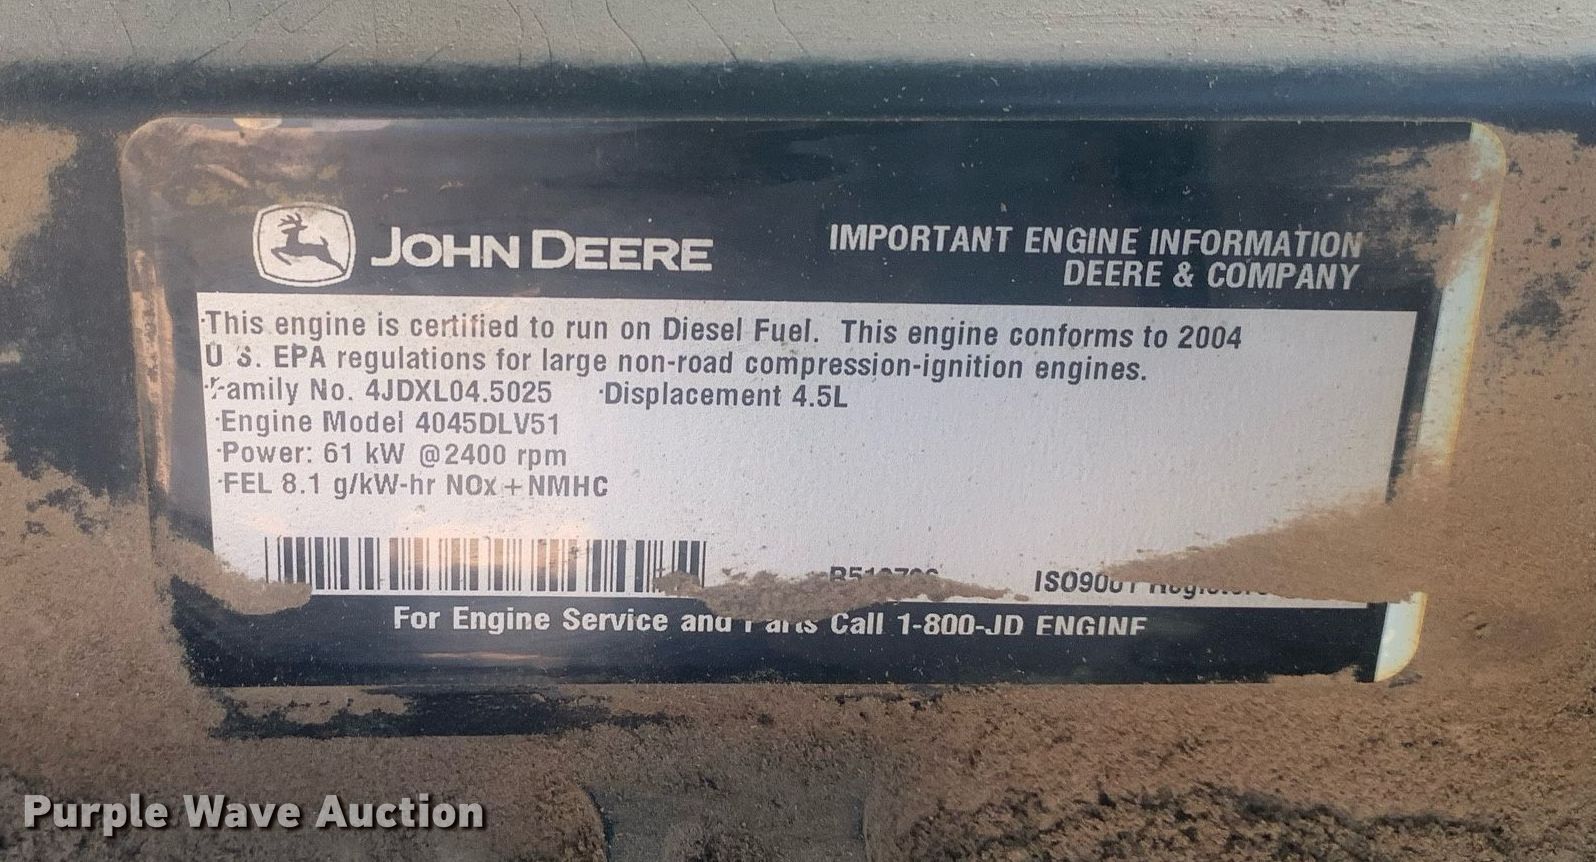 JOHN DEERE
IMPORTANT ENGINE INFORMATION
DEERE & COMPANY
·This engine is certified to run on Diesel Fuel. This engine conforms to 2004
U.S. EPA regulations for large non-road compression-ignition engines.
·Family No. 4JDXL04.5025 ·Displacement 4.5L
·Engine Model 4045DLV51
·Power: 61 kW @2400 rpm
·FEL 8.1 g/kW-hr NOx + NMHC
ISO9001
For Engine Service and Parts Call 1-800-JD ENGINE
Purple Wave Auction